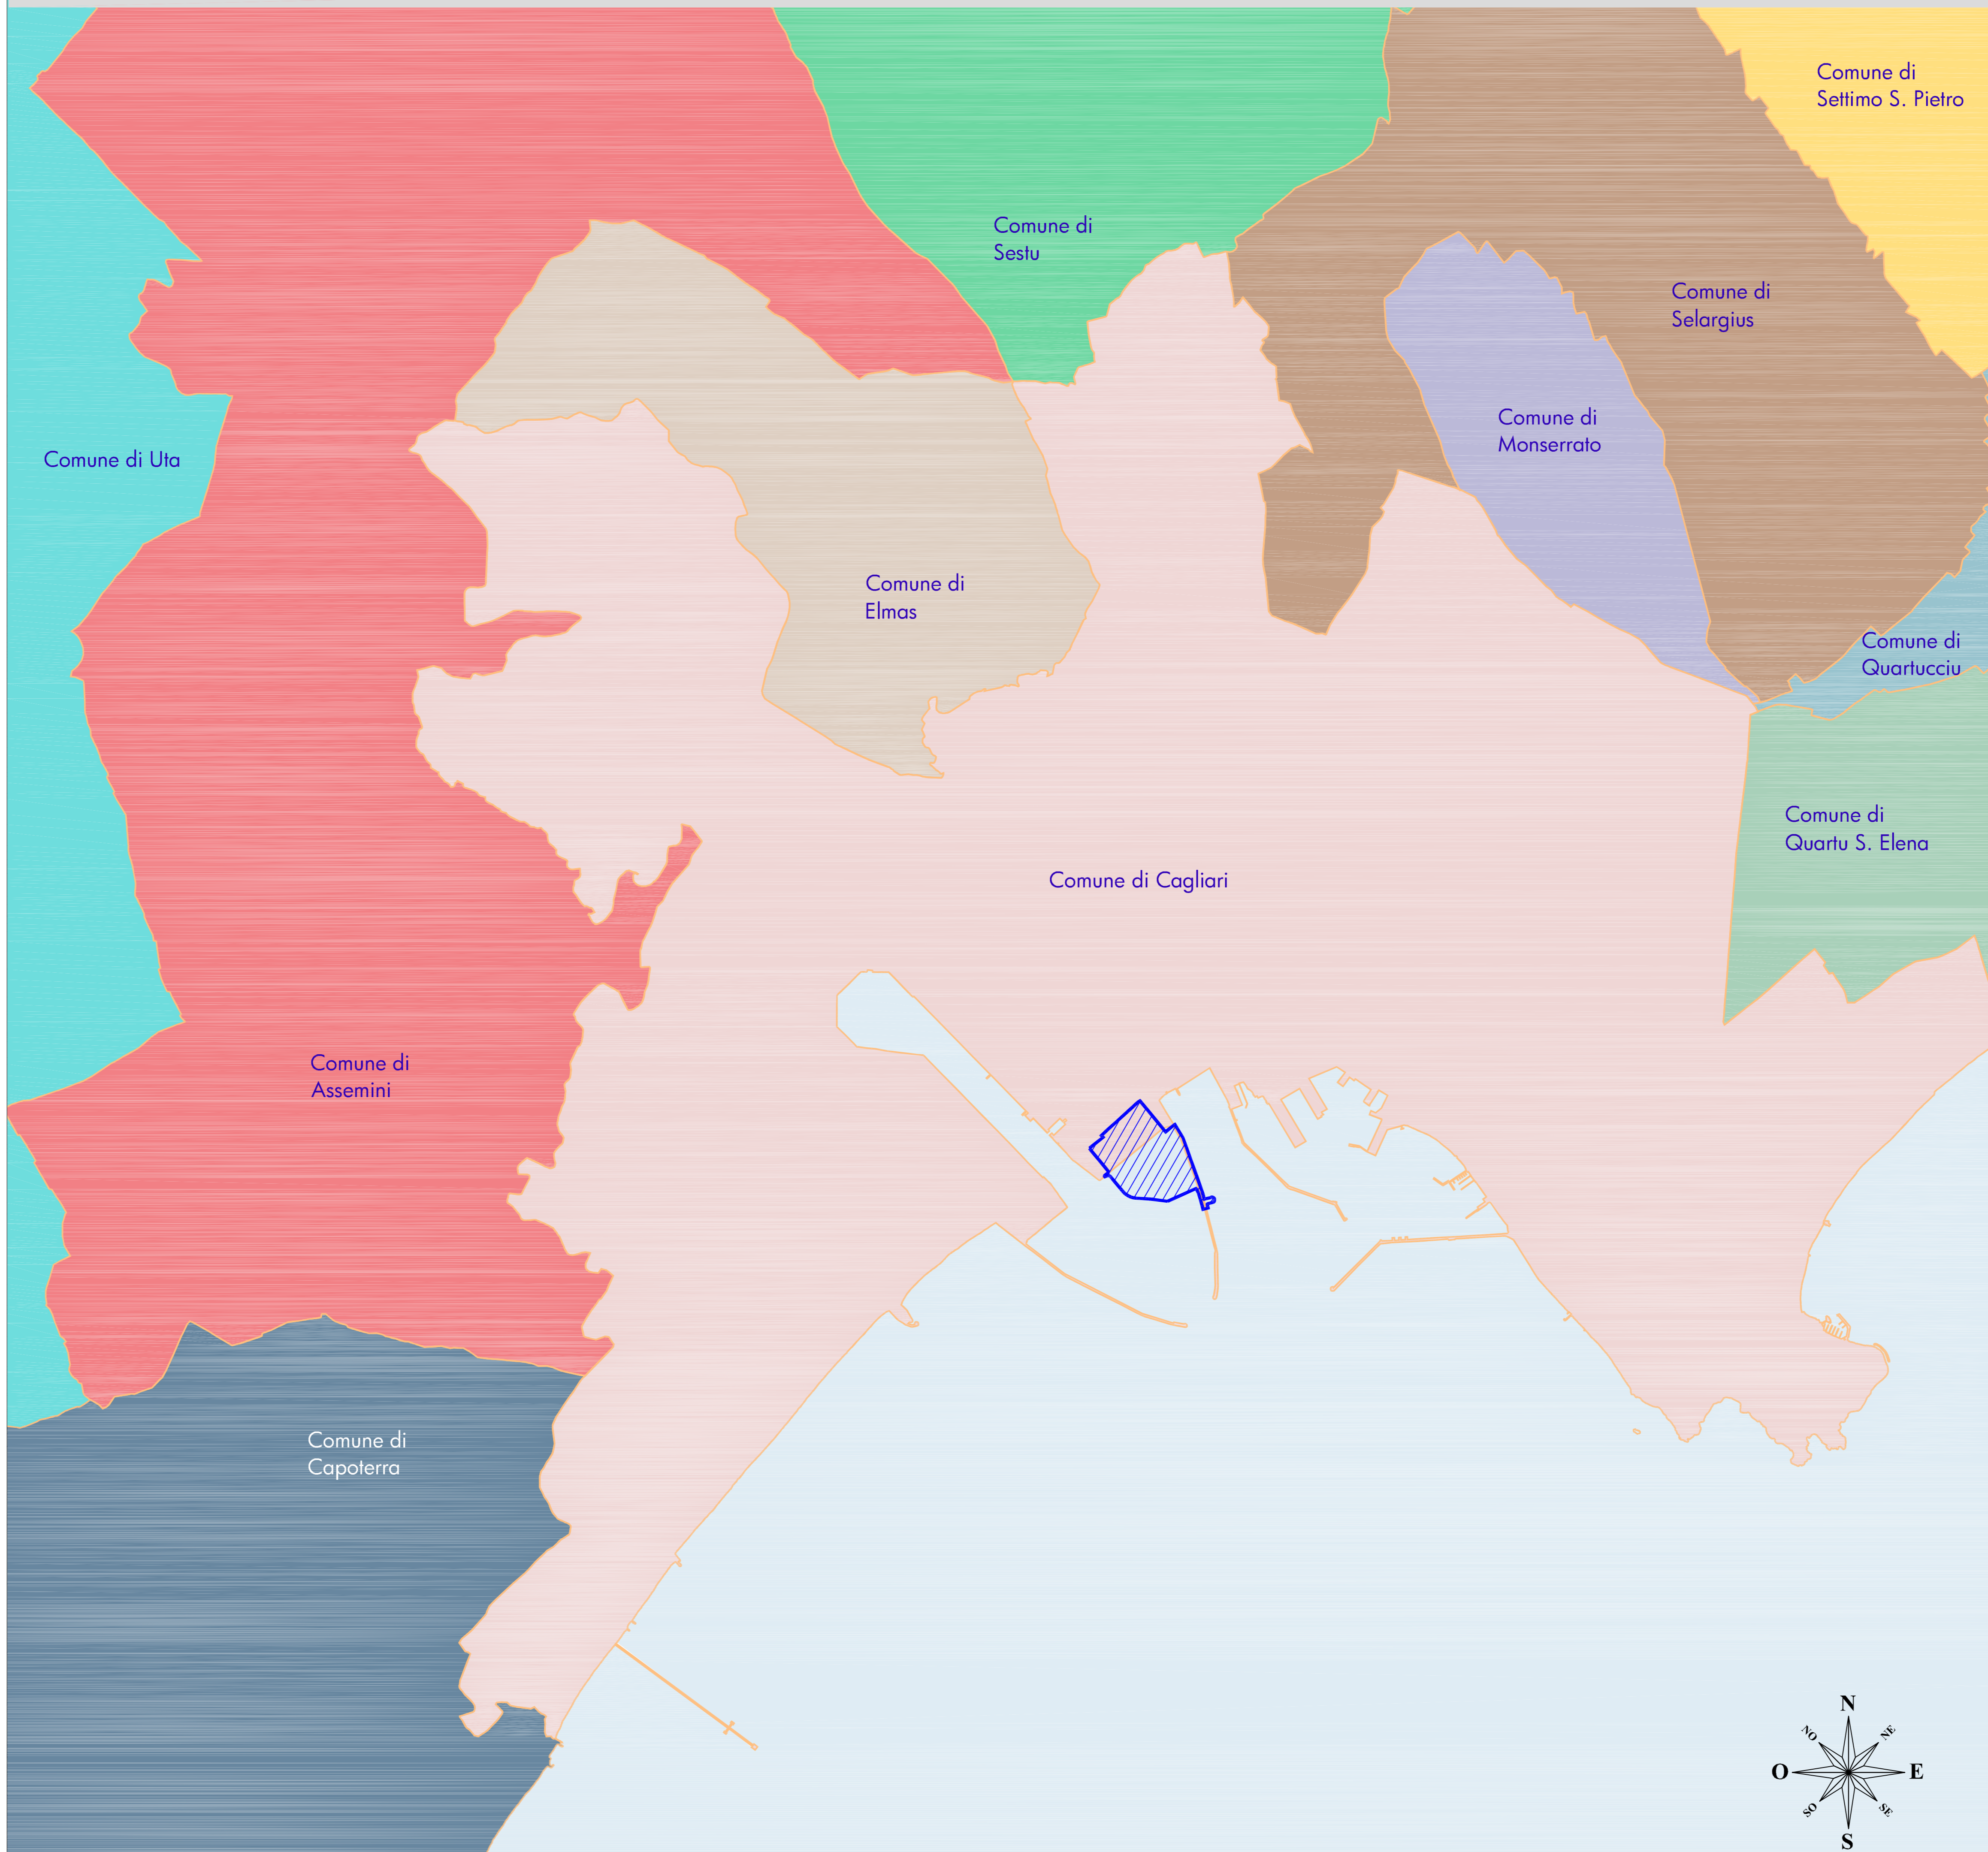 Comune di
Settimo S. Pietro
Comune di
Sestu
Comune di
Selargius
Comune di
Monserrato
Comune di Uta
Comune di
Elmas
Comune di
Quartucciu
Comune di
Quartu S. Elena
Comune di Cagliari
Comune di
Assemini
Comune di
Capoterra
N
NO
NE
O
E
SO
SE
S